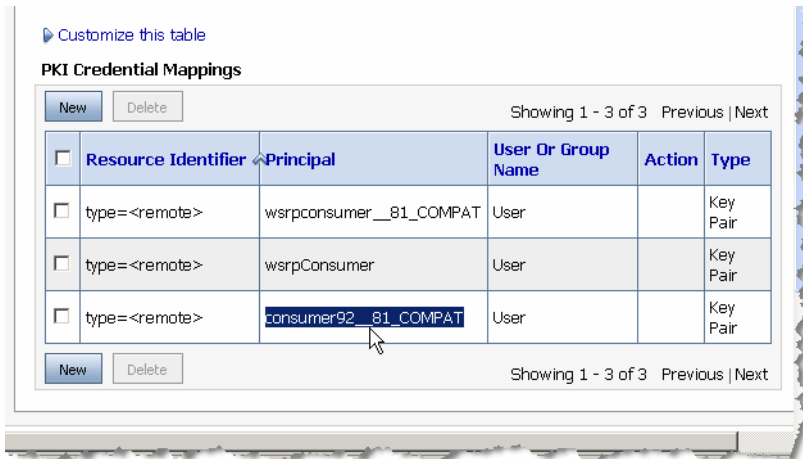 Customize this table
PKI Credential Mappings
New Delete Showing 1 - 3 of 3 Previous | Next
Resource Identifier Principal User Or Group Name Action Type
type=<remote> wsrpconsumer__81_COMPAT User Key Pair
type=<remote> wsrpConsumer User Key Pair
type=<remote> consumer92__81_COMPAT User Key Pair
New Delete Showing 1 - 3 of 3 Previous | Next